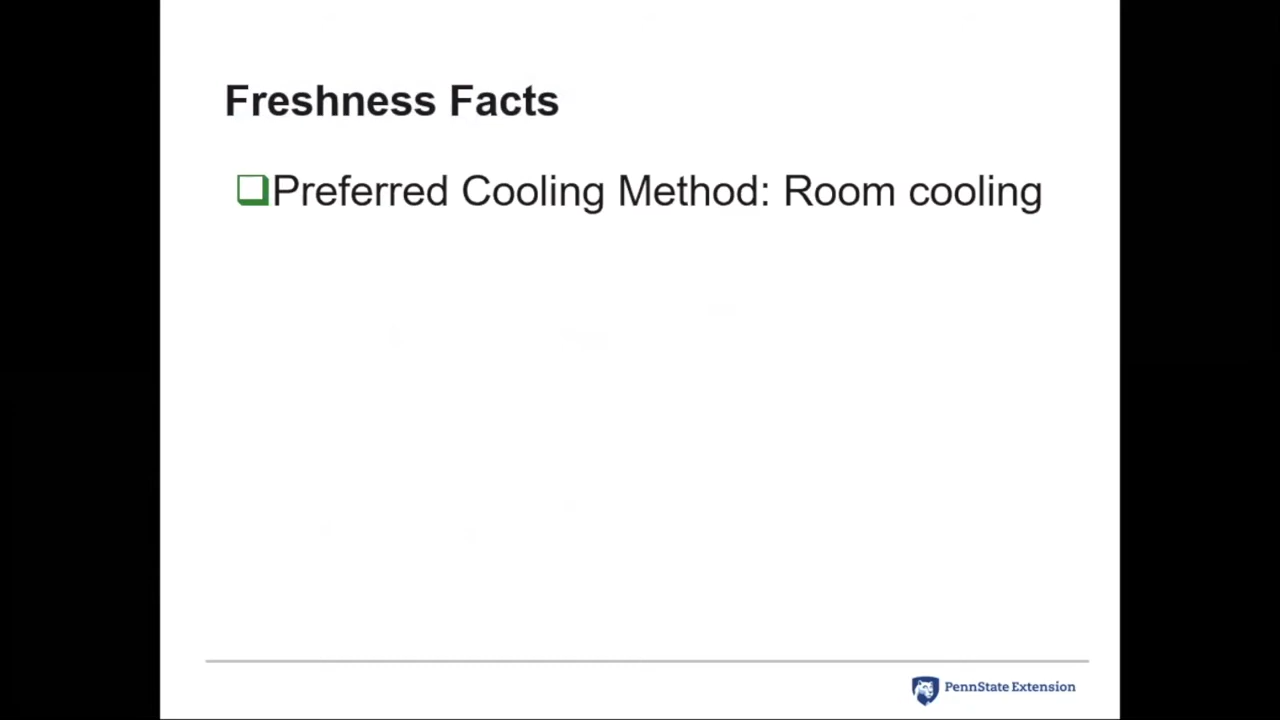 Freshness Facts
Preferred Cooling Method: Room cooling
PennState Extension